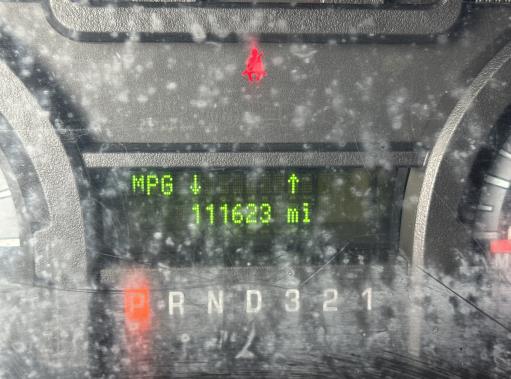 MPG ↓ ↑
111623 mi
P R N D 3 2 1